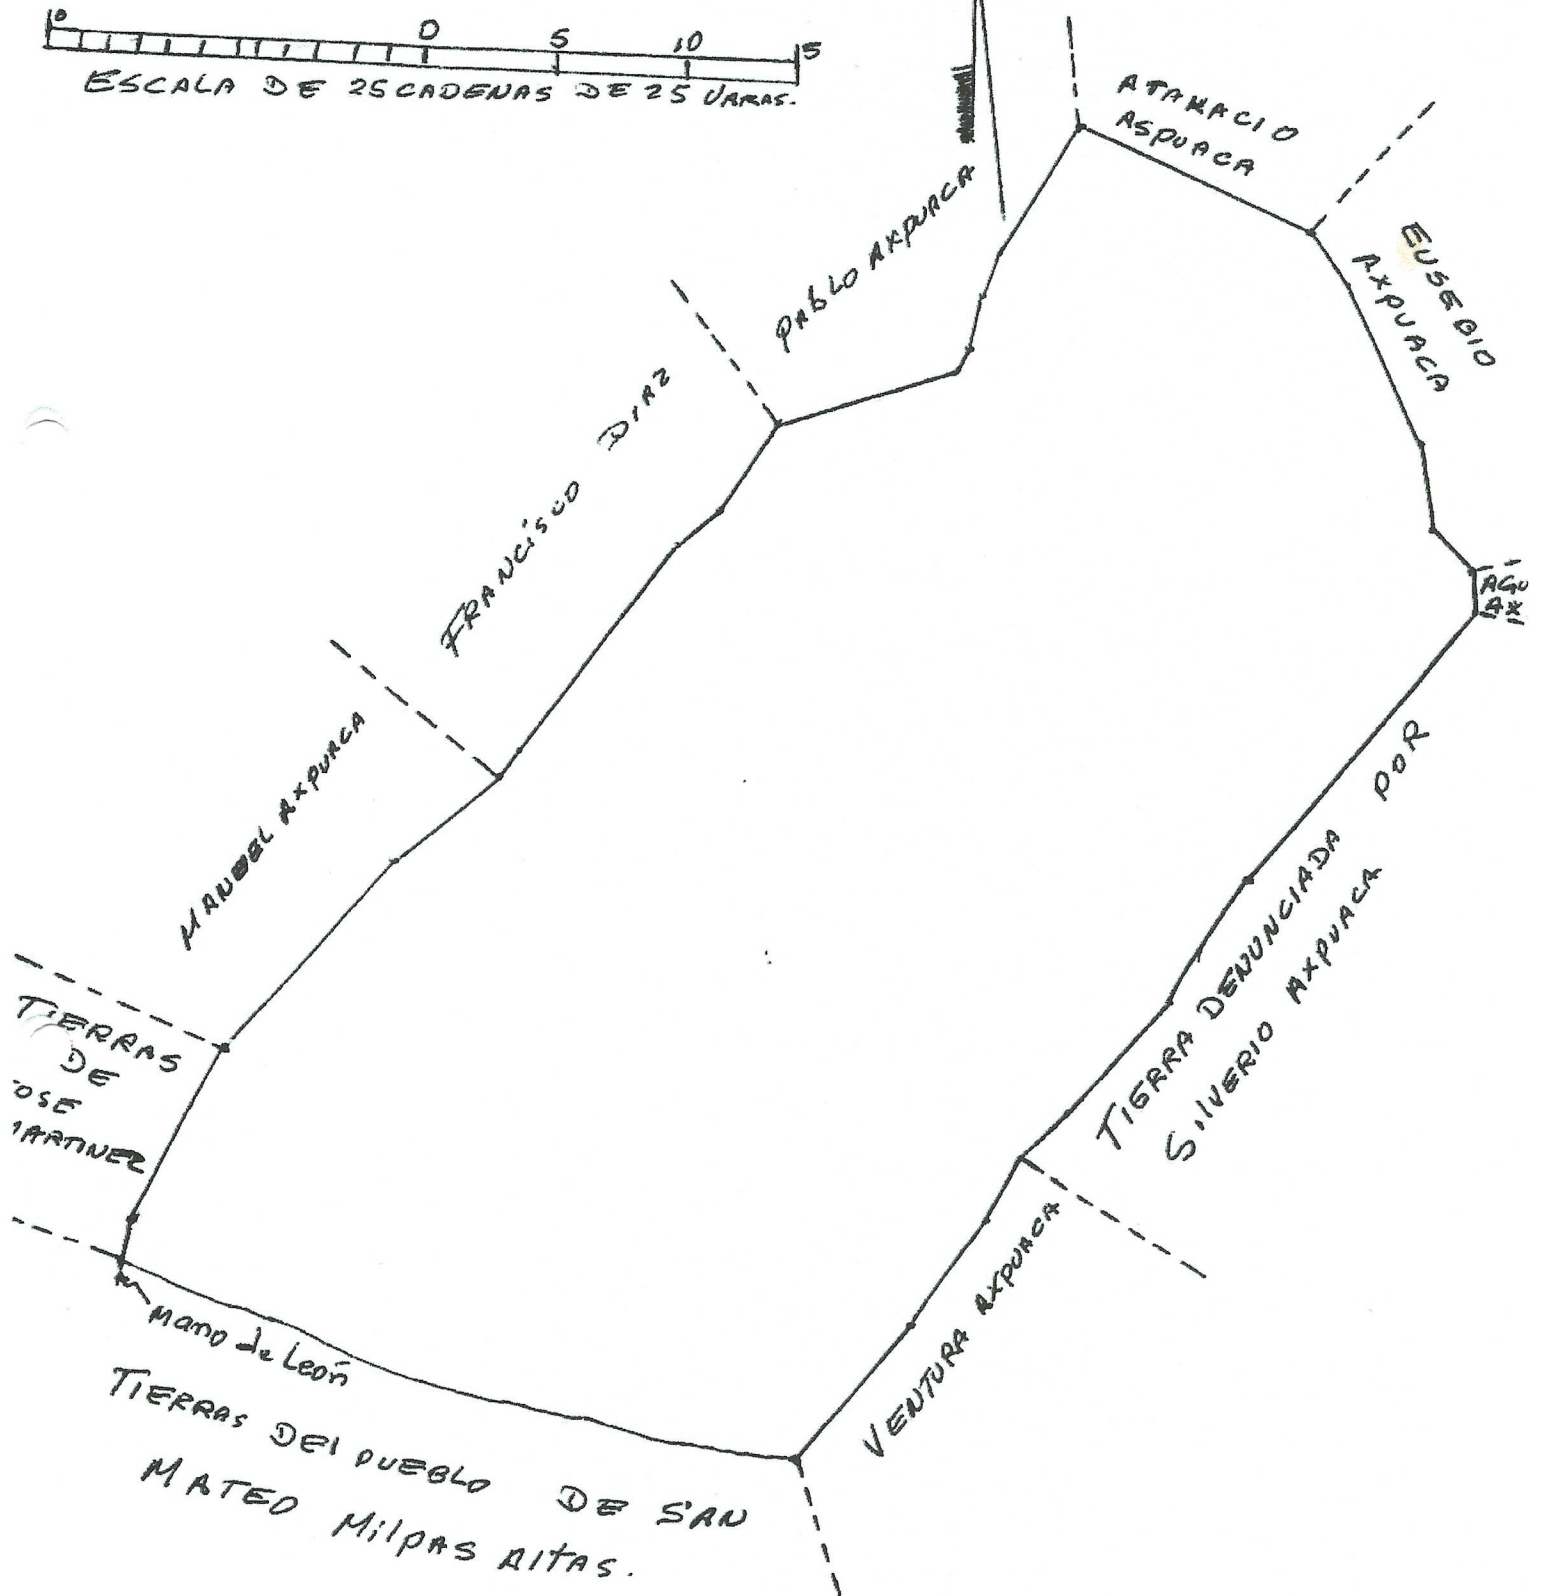 0 0 5 10 5
ESCALA DE 25 CADENAS DE 25 VARAS.
ATANACIO
ASPUACA
EUSEBIO
AXPUACA
PABLO AXPUACA
FRANCISCO DIAZ
AGU
AX
MANUEL AXPUACA
TIERRA DENUNCIADA POR
SILVERIO AXPUACA
TIERRAS
DE
OSE
MARTINEZ
VENTURA AXPUACA
Mano de León
TIERRAS DEL PUEBLO DE SAN
MATEO MILPAS ALTAS.